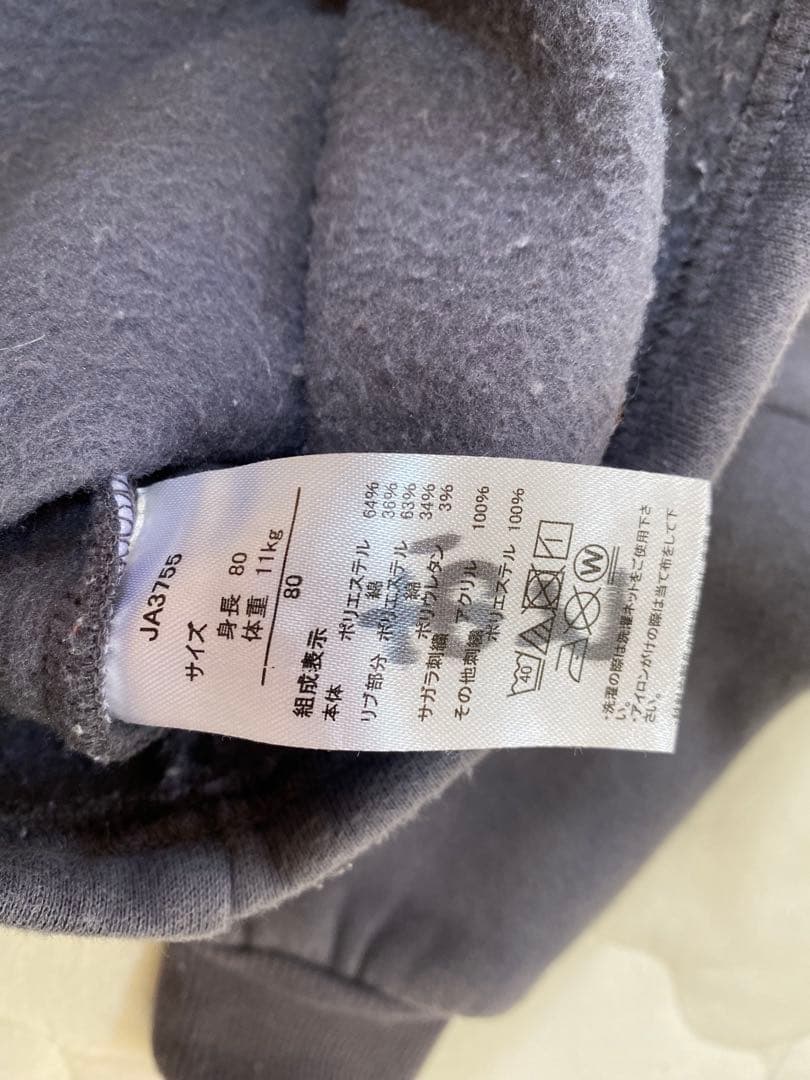 JA3755
サイズ
身長 80
体重 11kg
80
組成表示
本体 ポリエステル 64%
綿 36%
リブ部分 ポリエステル 63%
綿 34%
ポリウレタン 3%
サガラ刺繍 アクリル 100%
その他刺繍 ポリエステル 100%
40
W
・洗濯の際は洗濯ネットをご使用下さ
い。
・アイロンがけの際は当て布をして下
さい。